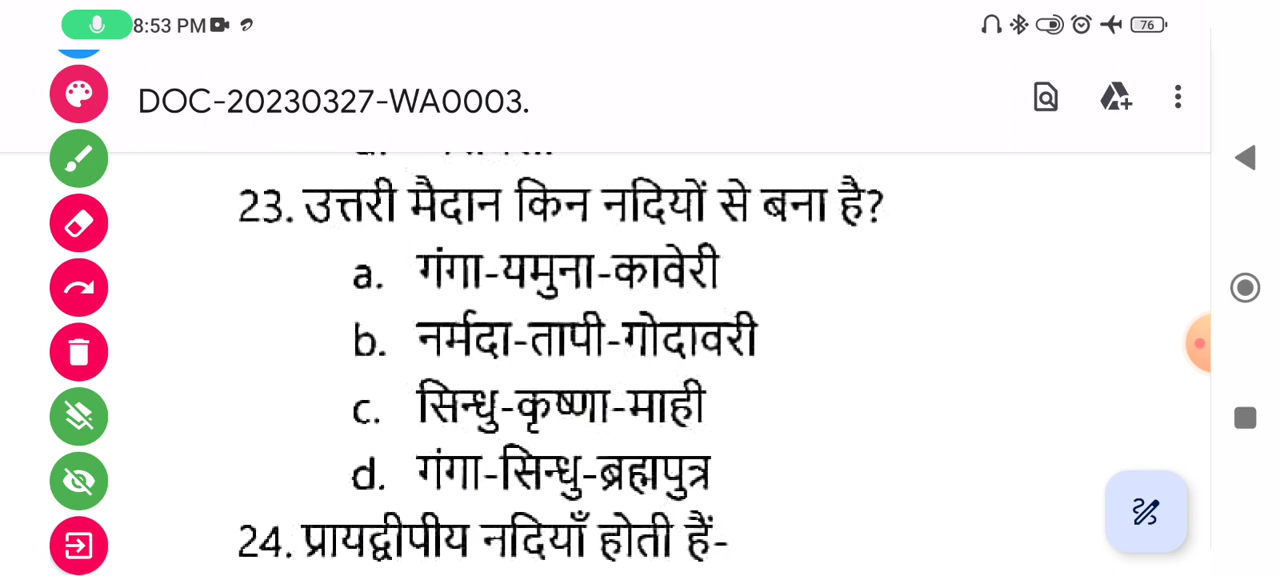 8:53 PM
76
DOC-20230327-WA0003.
23. उत्तरी मैदान किन नदियों से बना है?
a. गंगा-यमुना-कावेरी
b. नर्मदा-तापी-गोदावरी
c. सिन्धु-कृष्णा-माही
d. गंगा-सिन्धु-ब्रह्मपुत्र
24. प्रायद्वीपीय नदियाँ होती हैं-